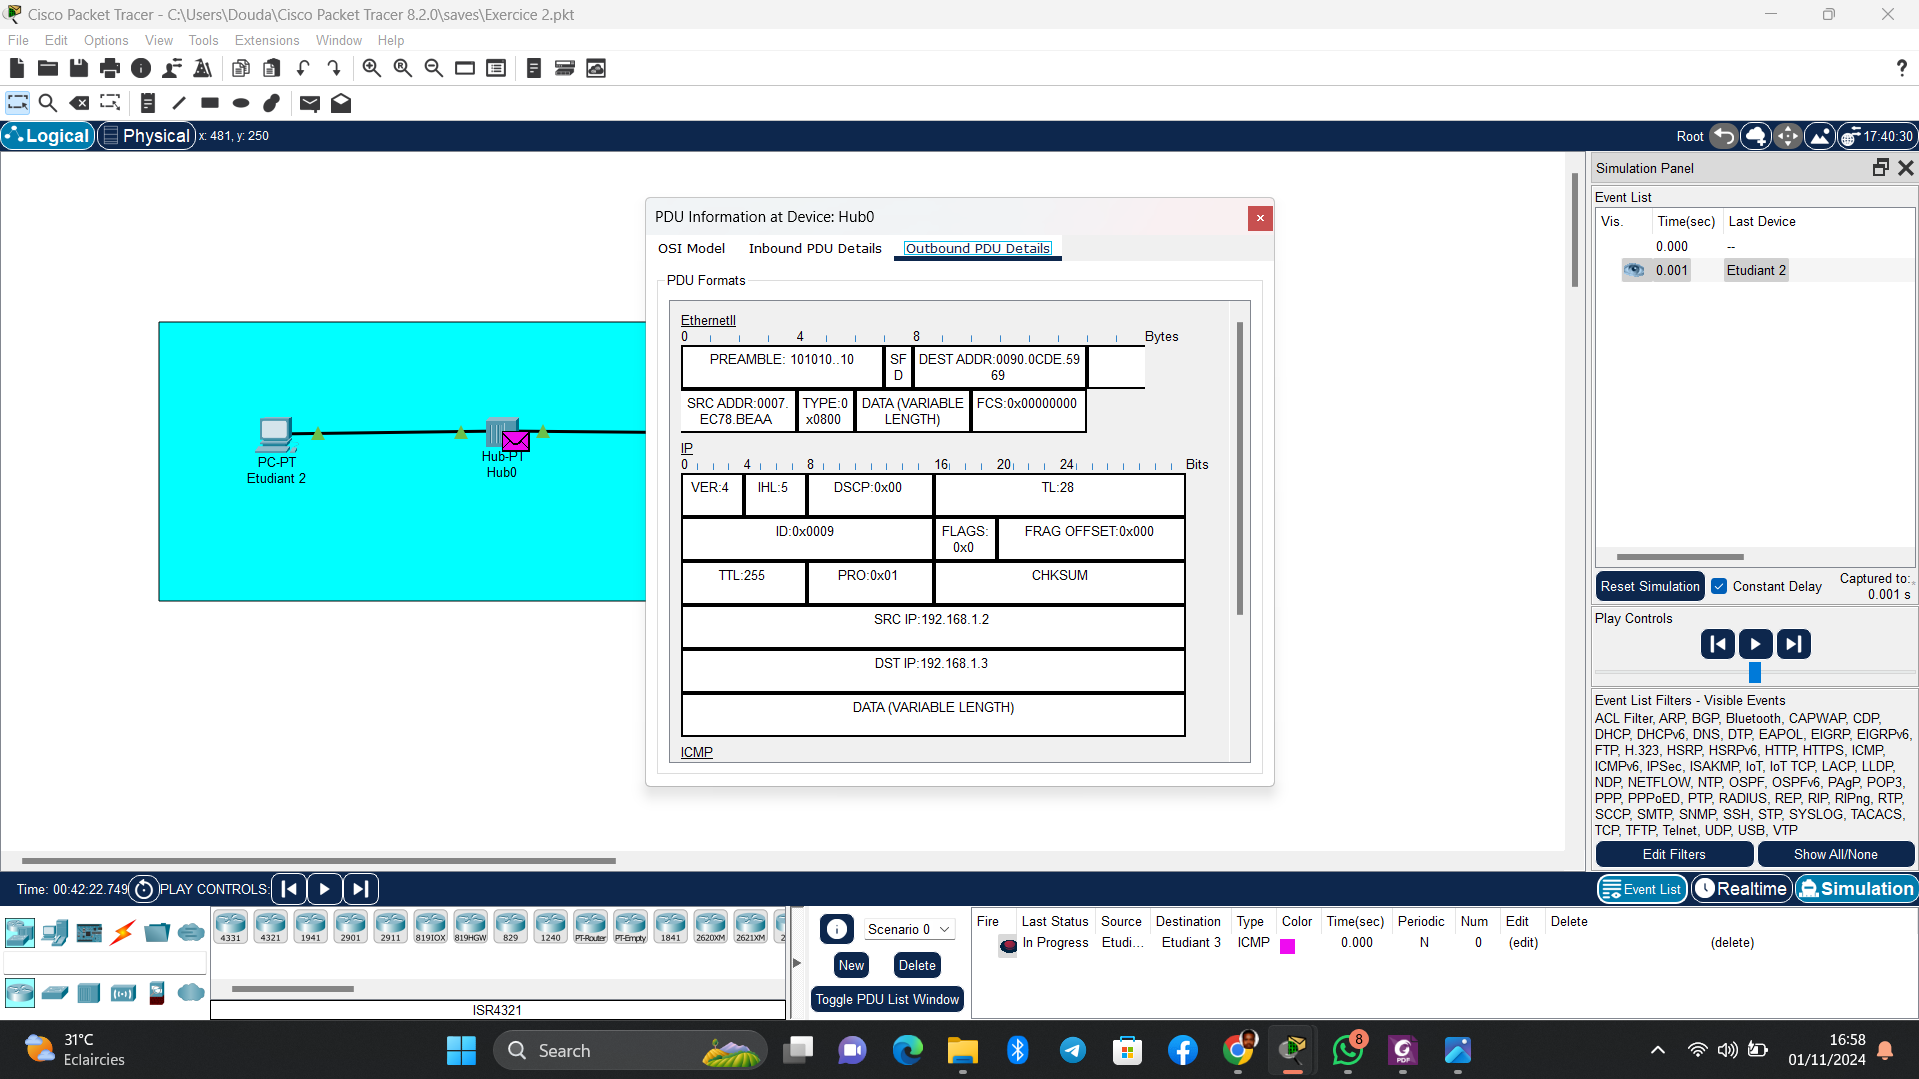 Cisco Packet Tracer - C:\Users\Douda\Cisco Packet Tracer 8.2.0\saves\Exercice 2.pkt
File Edit Options View Tools Extensions Window Help
?
Logical Physical x: 481, y: 250
Root 17:40:30
PC-PT
Etudiant 2
Hub-PT
Hub0
PDU Information at Device: Hub0
OSI Model Inbound PDU Details Outbound PDU Details
PDU Formats
EthernetII
0 4 8 Bytes
PREAMBLE: 101010..10 SF DEST ADDR:0090.0CDE.59
D 69
SRC ADDR:0007. TYPE:0 DATA (VARIABLE FCS:0x00000000
EC78.BEAA x0800 LENGTH)
IP
0 4 8 16 20 24 Bits
VER:4 IHL:5 DSCP:0x00 TL:28
ID:0x0009 FLAGS: FRAG OFFSET:0x000
0x0
TTL:255 PRO:0x01 CHKSUM
SRC IP:192.168.1.2
DST IP:192.168.1.3
DATA (VARIABLE LENGTH)
ICMP
Simulation Panel
Event List
Vis. Time(sec) Last Device
0.000 --
0.001 Etudiant 2
Reset Simulation Constant Delay Captured to:
0.001 s
Play Controls
Event List Filters - Visible Events
ACL Filter, ARP, BGP, Bluetooth, CAPWAP, CDP,
DHCP, DHCPv6, DNS, DTP, EAPOL, EIGRP, EIGRPv6,
FTP, H.323, HSRP, HSRPv6, HTTP, HTTPS, ICMP,
ICMPv6, IPSec, ISAKMP, IoT, IoT TCP, LACP, LLDP,
NDP, NETFLOW, NTP, OSPF, OSPFv6, PAgP, POP3,
PPP, PPPoED, PTP, RADIUS, REP, RIP, RIPng, RTP,
SCCP, SMTP, SNMP, SSH, STP, SYSLOG, TACACS,
TCP, TFTP, Telnet, UDP, USB, VTP
Edit Filters Show All/None
Time: 00:42:22.749 PLAY CONTROLS:
Event List Realtime Simulation
4331 4321 1941 2901 2911 819IOX 819HGW 829 1240 PT-Router PT-Empty 1841 2620XM 2621XM 2
ISR4321
Scenario 0
New Delete
Toggle PDU List Window
Fire Last Status Source Destination Type Color Time(sec) Periodic Num Edit Delete
In Progress Etudi... Etudiant 3 ICMP 0.000 N 0 (edit) (delete)
31°C
Eclaircies
Search
8
PDF
16:58
01/11/2024